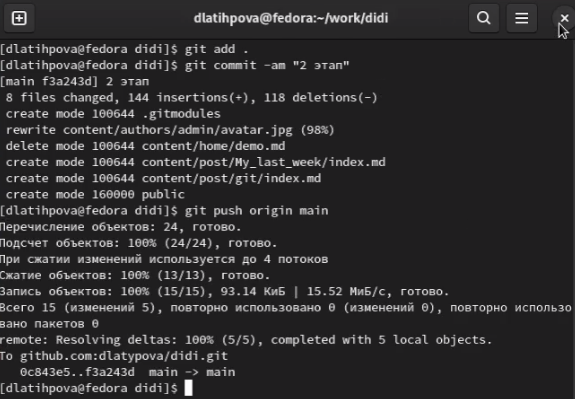 dlatihpova@fedora:~/work/didi
[dlatihpova@fedora didi]$ git add .
[dlatihpova@fedora didi]$ git commit -am "2 этап"
[main f3a243d] 2 этап
8 files changed, 144 insertions(+), 118 deletions(-)
create mode 100644 .gitmodules
rewrite content/authors/admin/avatar.jpg (98%)
delete mode 100644 content/home/demo.md
create mode 100644 content/post/My_last_week/index.md
create mode 100644 content/post/git/index.md
create mode 160000 public
[dlatihpova@fedora didi]$ git push origin main
Перечисление объектов: 24, готово.
Подсчет объектов: 100% (24/24), готово.
При сжатии изменений используется до 4 потоков
Сжатие объектов: 100% (13/13), готово.
Запись объектов: 100% (15/15), 93.14 КиБ | 15.52 МиБ/с, готово.
Всего 15 (изменений 5), повторно использовано 0 (изменений 0), повторно использо
вано пакетов 0
remote: Resolving deltas: 100% (5/5), completed with 5 local objects.
To github.com:dlatypova/didi.git
0c843e5..f3a243d  main -> main
[dlatihpova@fedora didi]$